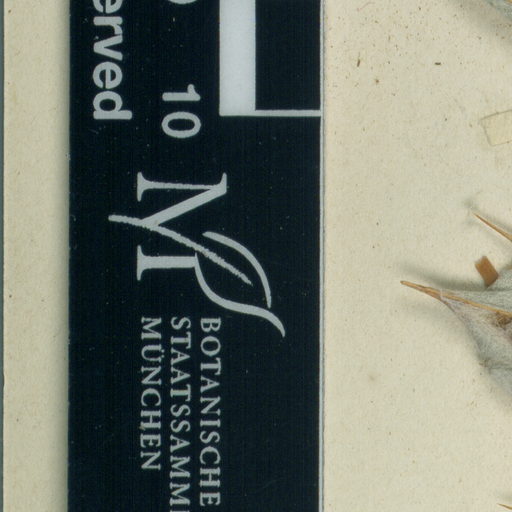 erved
10
BOTANISCHE
STAATSSAMM
MÜNCHEN